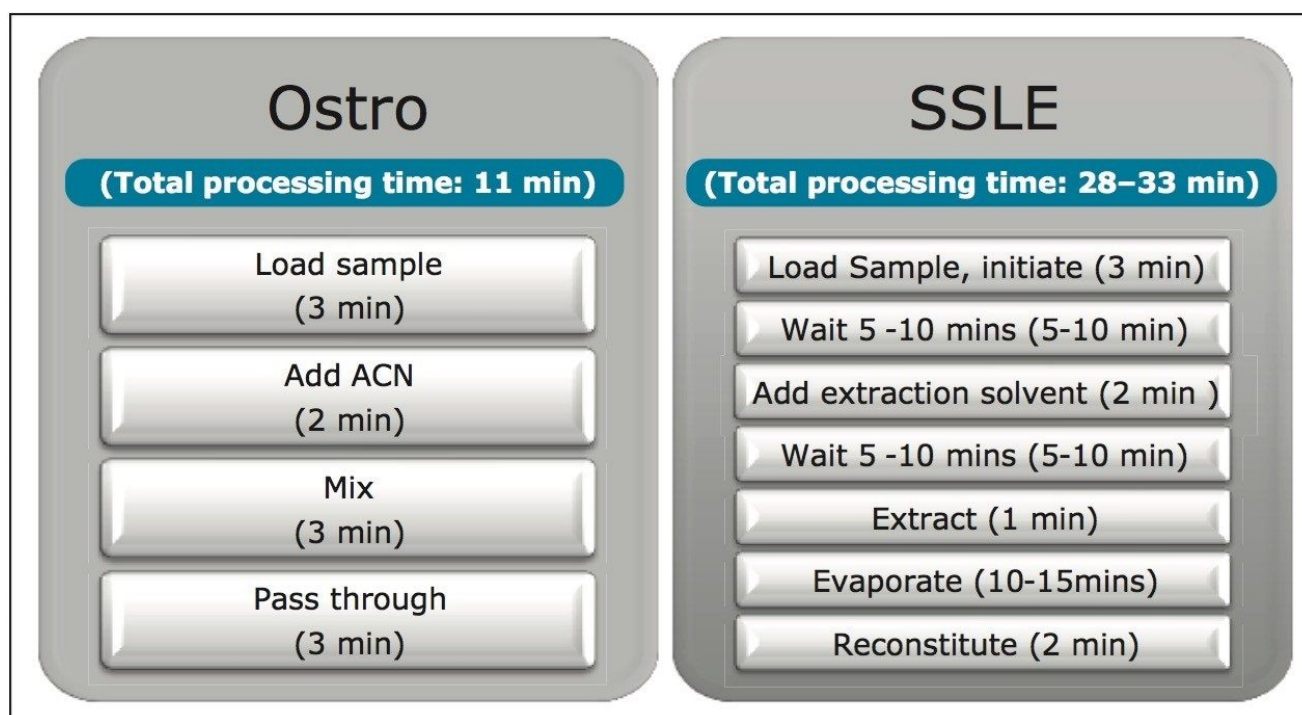 Ostro
(Total processing time: 11 min)
Load sample
(3 min)
Add ACN
(2 min)
Mix
(3 min)
Pass through
(3 min)
SSLE
(Total processing time: 28–33 min)
Load Sample, initiate (3 min)
Wait 5 -10 mins (5-10 min)
Add extraction solvent (2 min )
Wait 5 -10 mins (5-10 min)
Extract (1 min)
Evaporate (10-15mins)
Reconstitute (2 min)